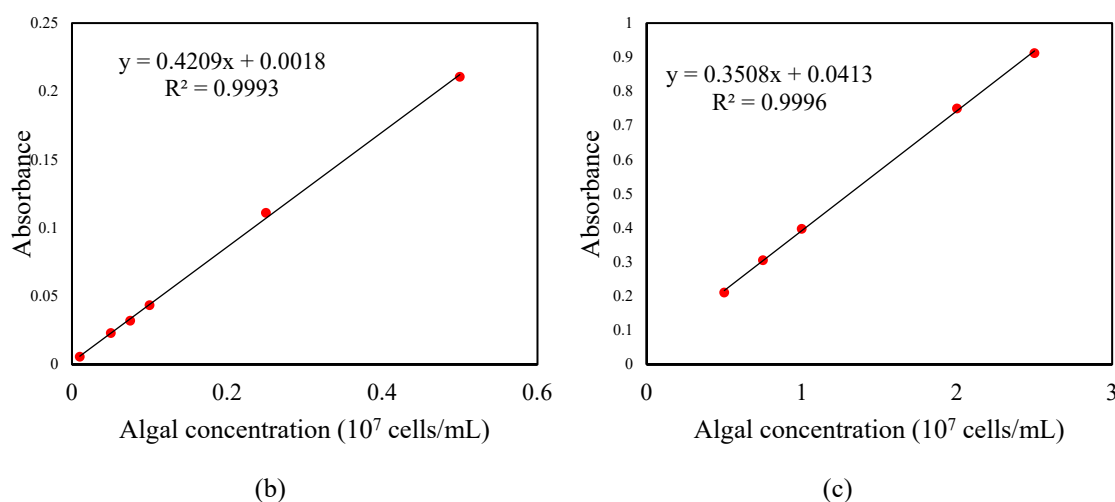 0.25
0.2
0.15
0.1
0.05
0
0 0.2 0.4 0.6
Absorbance
y = 0.4209x + 0.0018
R² = 0.9993
Algal concentration (10⁷ cells/mL)
(b)
1
0.9
0.8
0.7
0.6
0.5
0.4
0.3
0.2
0.1
0
0 1 2 3
Absorbance
y = 0.3508x + 0.0413
R² = 0.9996
Algal concentration (10⁷ cells/mL)
(c)